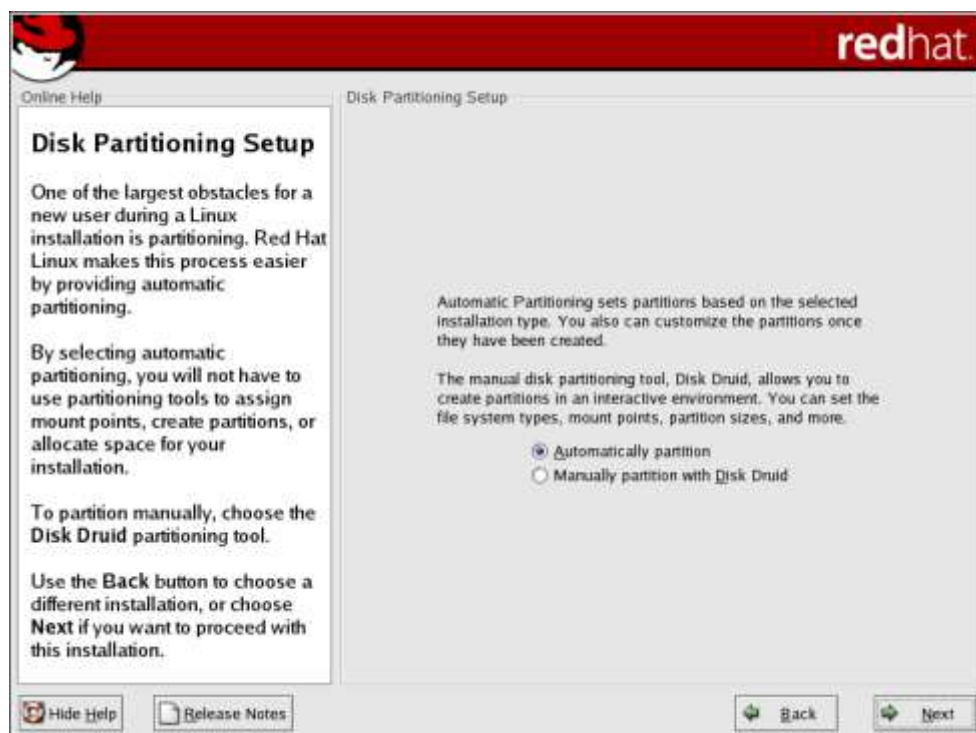 redhat.
Online Help
Disk Partitioning Setup
One of the largest obstacles for a
new user during a Linux
installation is partitioning. Red Hat
Linux makes this process easier
by providing automatic
partitioning.
By selecting automatic
partitioning, you will not have to
use partitioning tools to assign
mount points, create partitions, or
allocate space for your
installation.
To partition manually, choose the
Disk Druid partitioning tool.
Use the Back button to choose a
different installation, or choose
Next if you want to proceed with
this installation.
Disk Partitioning Setup
Automatic Partitioning sets partitions based on the selected
installation type. You also can customize the partitions once
they have been created.
The manual disk partitioning tool, Disk Druid, allows you to
create partitions in an interactive environment. You can set the
file system types, mount points, partition sizes, and more.
Automatically partition
Manually partition with Disk Druid
Hide Help
Release Notes
Back
Next